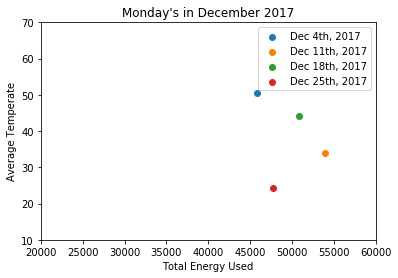 Monday's in December 2017
Dec 4th, 2017
Dec 11th, 2017
Dec 18th, 2017
Dec 25th, 2017
Average Temperate
70
60
50
40
30
20
10
20000 25000 30000 35000 40000 45000 50000 55000 60000
Total Energy Used